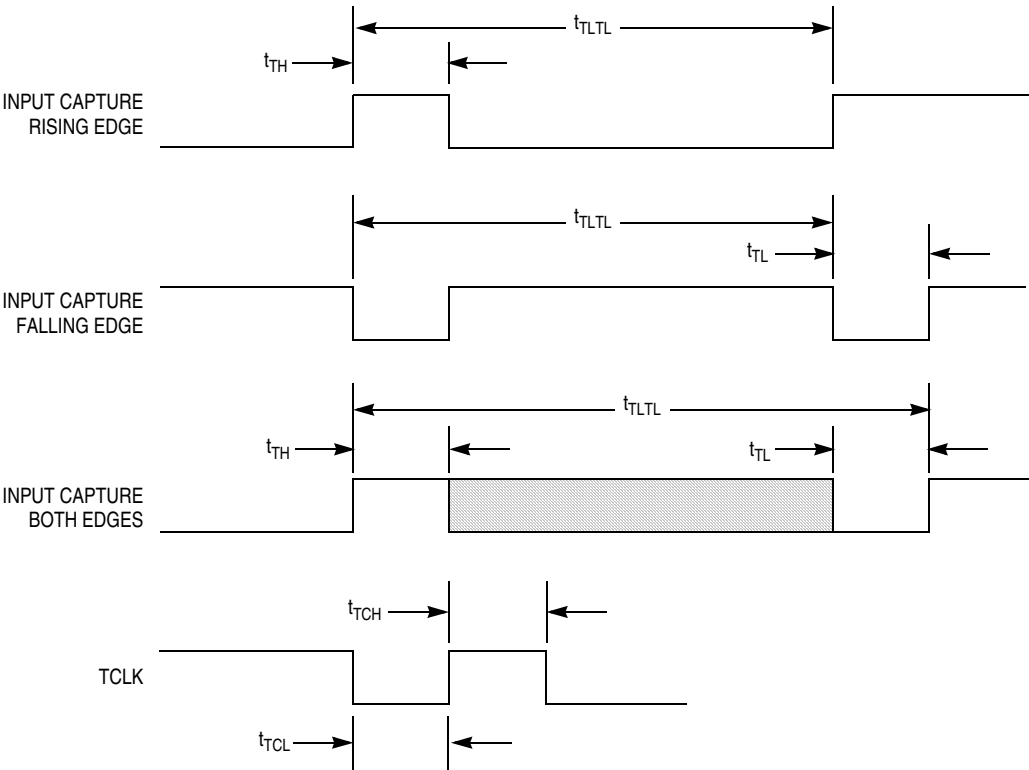 tTLTL
tTH
INPUT CAPTURE
RISING EDGE
tTLTL
tTL
INPUT CAPTURE
FALLING EDGE
tTLTL
tTH
tTL
INPUT CAPTURE
BOTH EDGES
tTCH
TCLK
tTCL